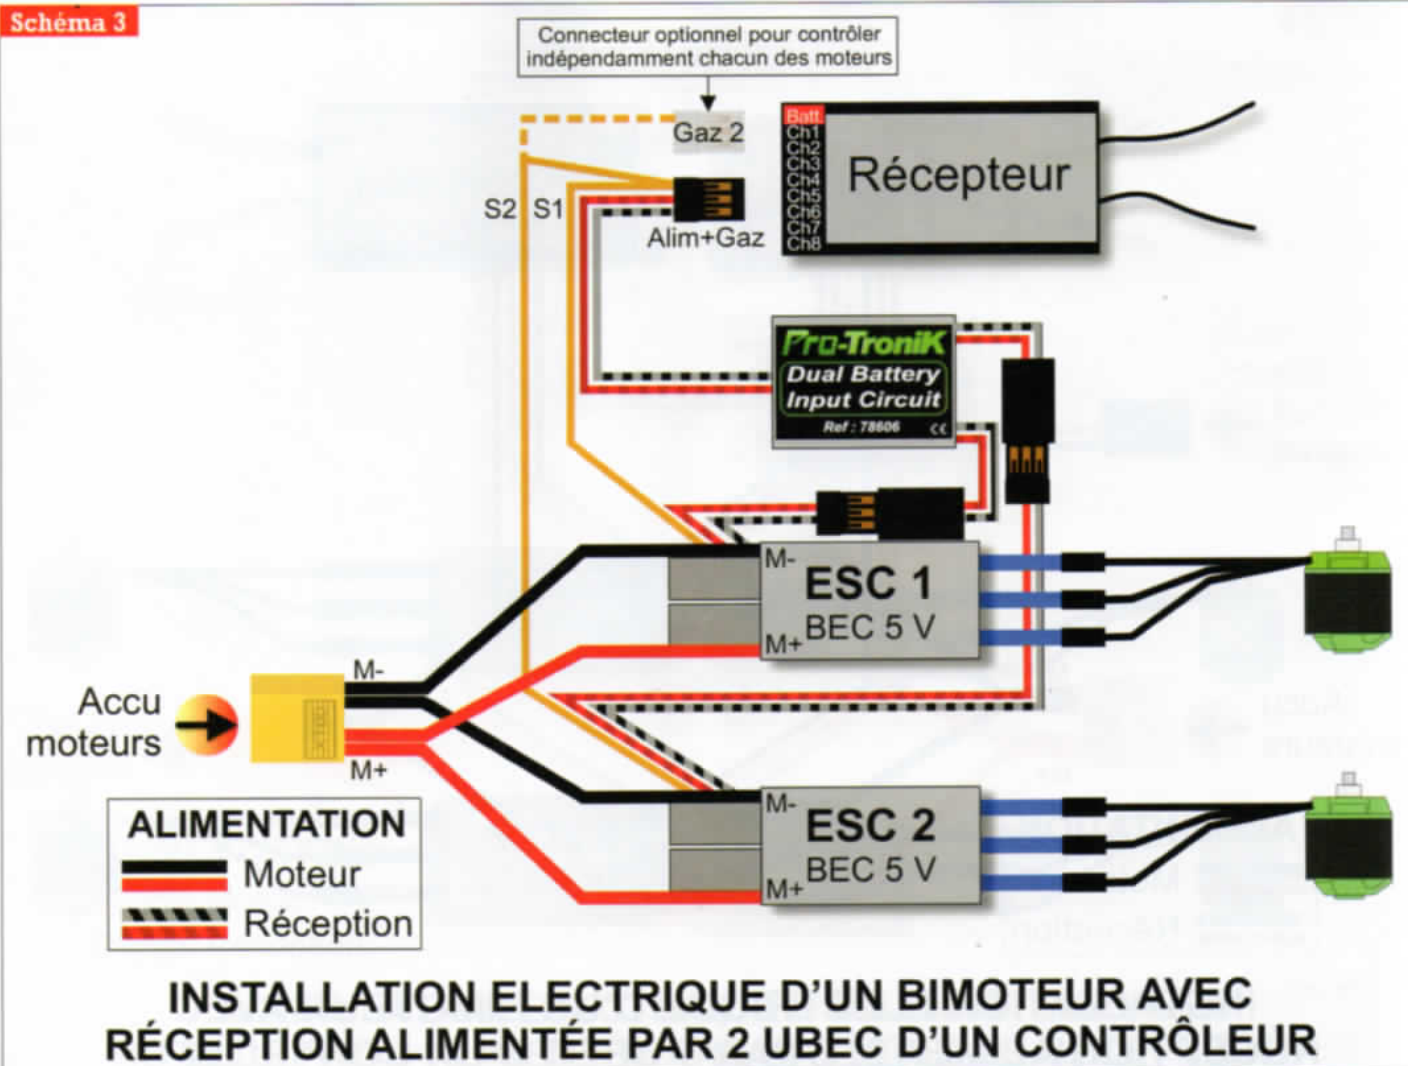 Schéma 3
Connecteur optionnel pour contrôler
indépendamment chacun des moteurs
Gaz 2
Batt.
Ch1
Ch2
Ch3
Ch4
Ch5
Ch6
Ch7
Ch8
Récepteur
S2
S1
Alim+Gaz
Pro-TroniK
Dual Battery
Input Circuit
Ref : 78606 CE
M-
ESC 1
BEC 5 V
M+
M-
Accu
moteurs
M+
M-
ESC 2
BEC 5 V
M+
ALIMENTATION
Moteur
Réception
INSTALLATION ELECTRIQUE D'UN BIMOTEUR AVEC
RÉCEPTION ALIMENTÉE PAR 2 UBEC D'UN CONTRÔLEUR